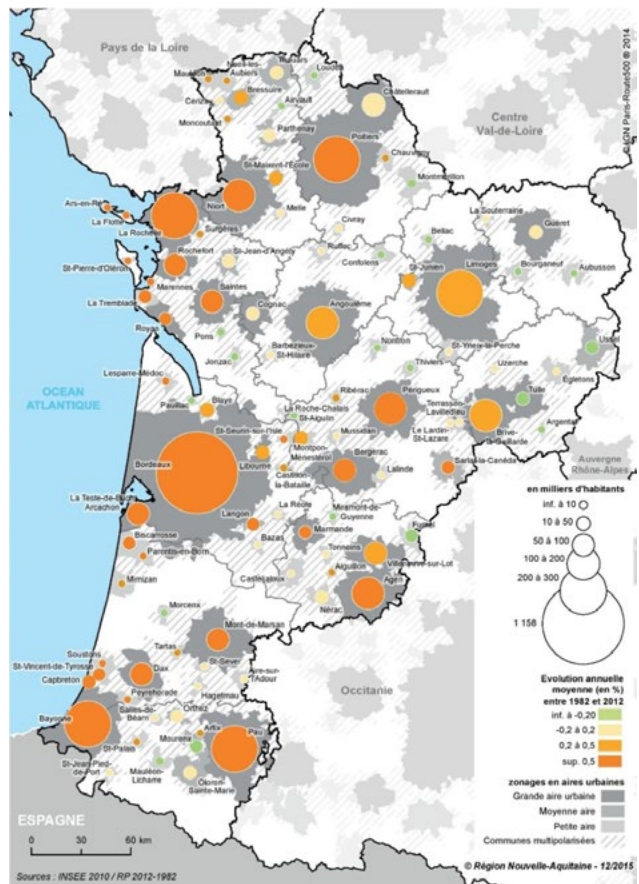 Pays de la Loire
Centre
Val-de-Loire
©IGN Paris-Route500 ® 2014
Mauléon
Nueil-les-
Aubiers
Thouars
Loudun
Cerizay
Bressuire
Airvault
Moncoutant
Châtellerault
Parthenay
Poitiers
Chauvigny
St-Maixent-l'École
Montmorillon
Niort
Melle
Ars-en-Ré
La Flotte
La Rochelle
Surgères
Civray
Ruffec
Confolens
Bellac
La Souterraine
Guéret
Bourganeuf
Aubusson
St-Pierre-d'Oléron
Rochefort
St-Jean-d'Angély
St-Junien
Limoges
Marennes
Saintes
La Tremblade
Cognac
Angoulême
Royan
Pons
Jonzac
Barbezieux-
St-Hilaire
Nontron
St-Yrieix-la-Perche
Thiviers
Uzerche
Ussel
Égletons
Tulle
OCEAN
ATLANTIQUE
Lesparre-Médoc
Pauillac
Blaye
La Roche-Chalais
St-Aigulin
Ribérac
Périgueux
Terrasson-
Lavilledieu
Le Lardin-
St-Lazare
Brive-
la-Gaillarde
Argentat
St-Seurin-sur-l'Isle
Montpon-
Ménestérol
Mussidan
Bordeaux
Libourne
Castillon-
la-Bataille
Bergerac
Lalinde
Sarlat-la-Canéda
Auvergne
Rhône-Alpes
La Teste-de-Buch-
Arcachon
Langon
La Réole
Miramont-de-
Guyenne
Biscarrosse
Parentis-en-Born
Bazas
Marmande
Fumel
Tonneins
Villeneuve-sur-Lot
Mimizan
Casteljaloux
Aiguillon
Agen
Nérac
Morcenx
Mont-de-Marsan
Soustons
Tartas
St-Vincent-de-Tyrosse
Capbreton
Dax
St-Sever
Aire-sur-
l'Adour
Peyrehorade
Hagetmau
Occitanie
Bayonne
Salies-de-
Béarn
Orthez
Artix
Pau
St-Palais
Mourenx
St-Jean-Pied-
de-Port
Mauléon-
Licharre
Oloron-
Sainte-Marie
ESPAGNE
0 30 60 km
en milliers d'habitants
inf. à 10
10 à 50
50 à 100
100 à 200
200 à 300
1 158
Evolution annuelle
moyenne (en %)
entre 1982 et 2012
inf. à -0,20
-0,2 à 0,2
0,2 à 0,5
sup. 0,5
zonages en aires urbaines
Grande aire urbaine
Moyenne aire
Petite aire
Communes multipolarisées
Sources : INSEE 2010 / RP 2012-1982
© Région Nouvelle-Aquitaine - 12/2015